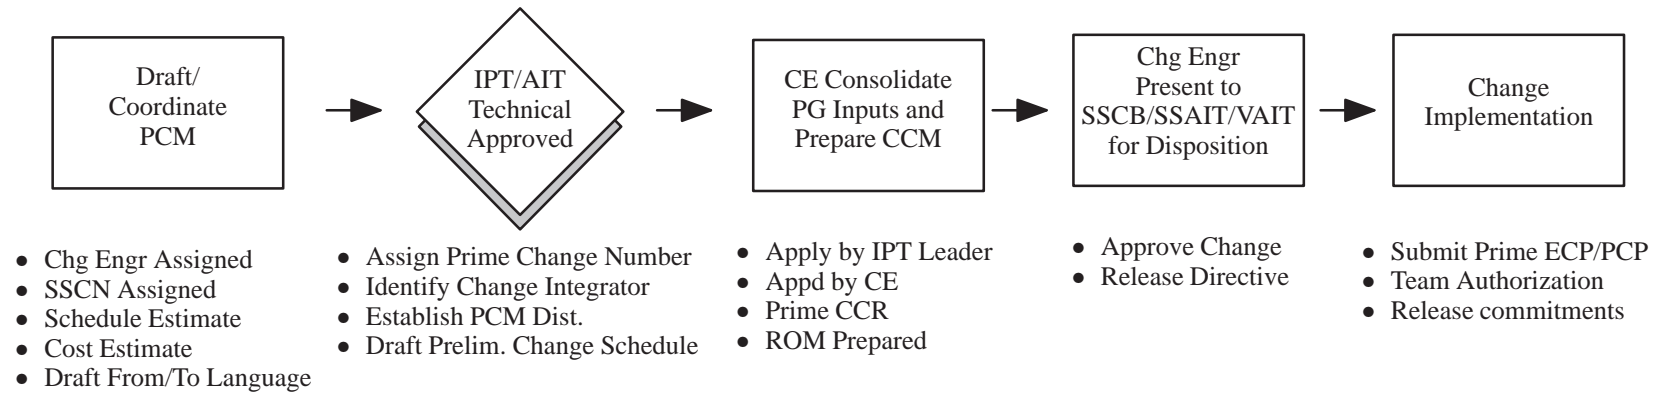 Draft/
Coordinate
PCM
IPT/AIT
Technical
Approved
CE Consolidate
PG Inputs and
Prepare CCM
Chg Engr
Present to
SSCB/SSAIT/VAIT
for Disposition
Change
Implementation
● Chg Engr Assigned
● SSCN Assigned
● Schedule Estimate
● Cost Estimate
● Draft From/To Language
● Assign Prime Change Number
● Identify Change Integrator
● Establish PCM Dist.
● Draft Prelim. Change Schedule
● Apply by IPT Leader
● Appd by CE
● Prime CCR
● ROM Prepared
● Approve Change
● Release Directive
● Submit Prime ECP/PCP
● Team Authorization
● Release commitments